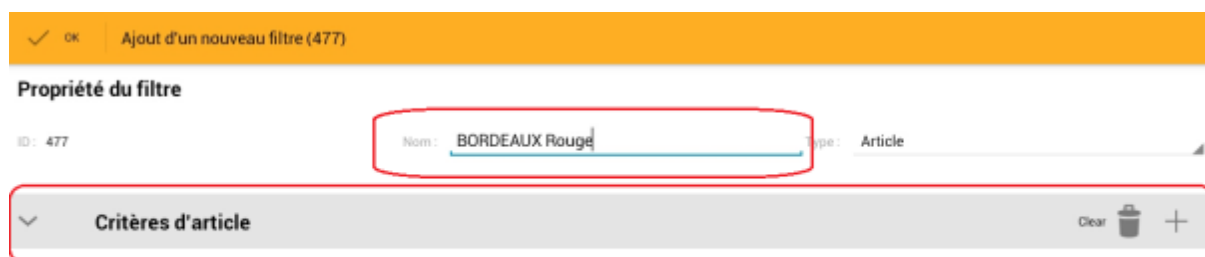 OK Ajout d'un nouveau filtre (477)
Propriété du filtre
ID : 477 Nom : BORDEAUX Rouge Type : Article
Critères d'article Clear